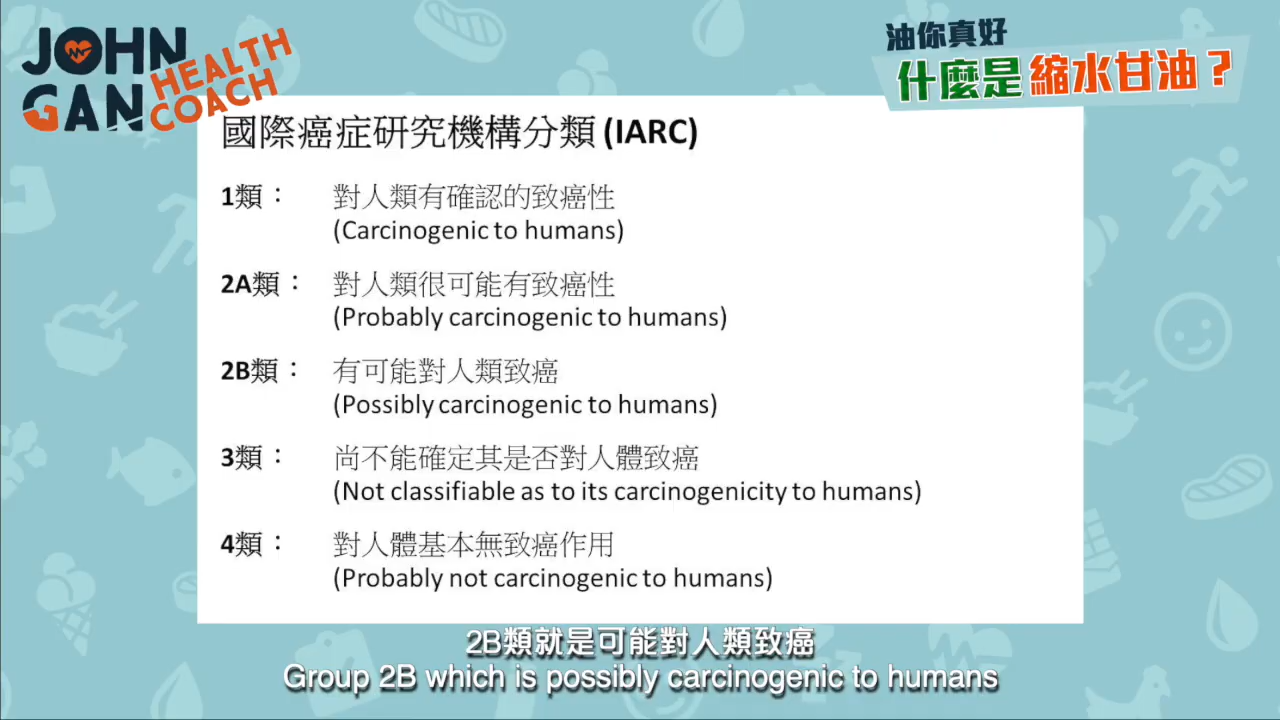 JOHN
GAN
HEALTH
COACH
油你真好
什麼是縮水甘油？
國際癌症研究機構分類 (IARC)
1類： 對人類有確認的致癌性
(Carcinogenic to humans)
2A類： 對人類很可能有致癌性
(Probably carcinogenic to humans)
2B類： 有可能對人類致癌
(Possibly carcinogenic to humans)
3類： 尚不能確定其是否對人體致癌
(Not classifiable as to its carcinogenicity to humans)
4類： 對人體基本無致癌作用
(Probably not carcinogenic to humans)
2B類就是可能對人類致癌
Group 2B which is possibly carcinogenic to humans